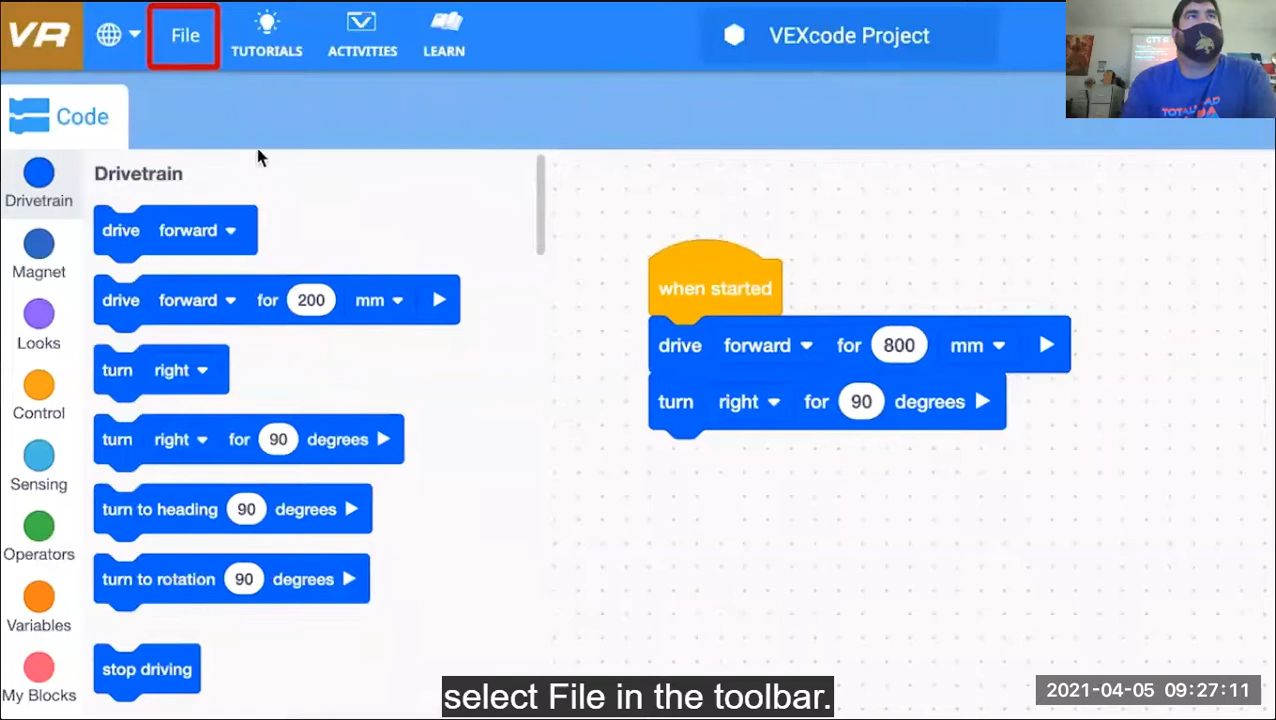 VR
File
TUTORIALS
ACTIVITIES
LEARN
VEXcode Project
Code
Drivetrain
Magnet
Looks
Control
Sensing
Operators
Variables
My Blocks
Drivetrain
drive forward
drive forward for 200 mm
turn right
turn right for 90 degrees
turn to heading 90 degrees
turn to rotation 90 degrees
stop driving
when started
drive forward for 800 mm
turn right for 90 degrees
select File in the toolbar.
2021-04-05 09:27:11